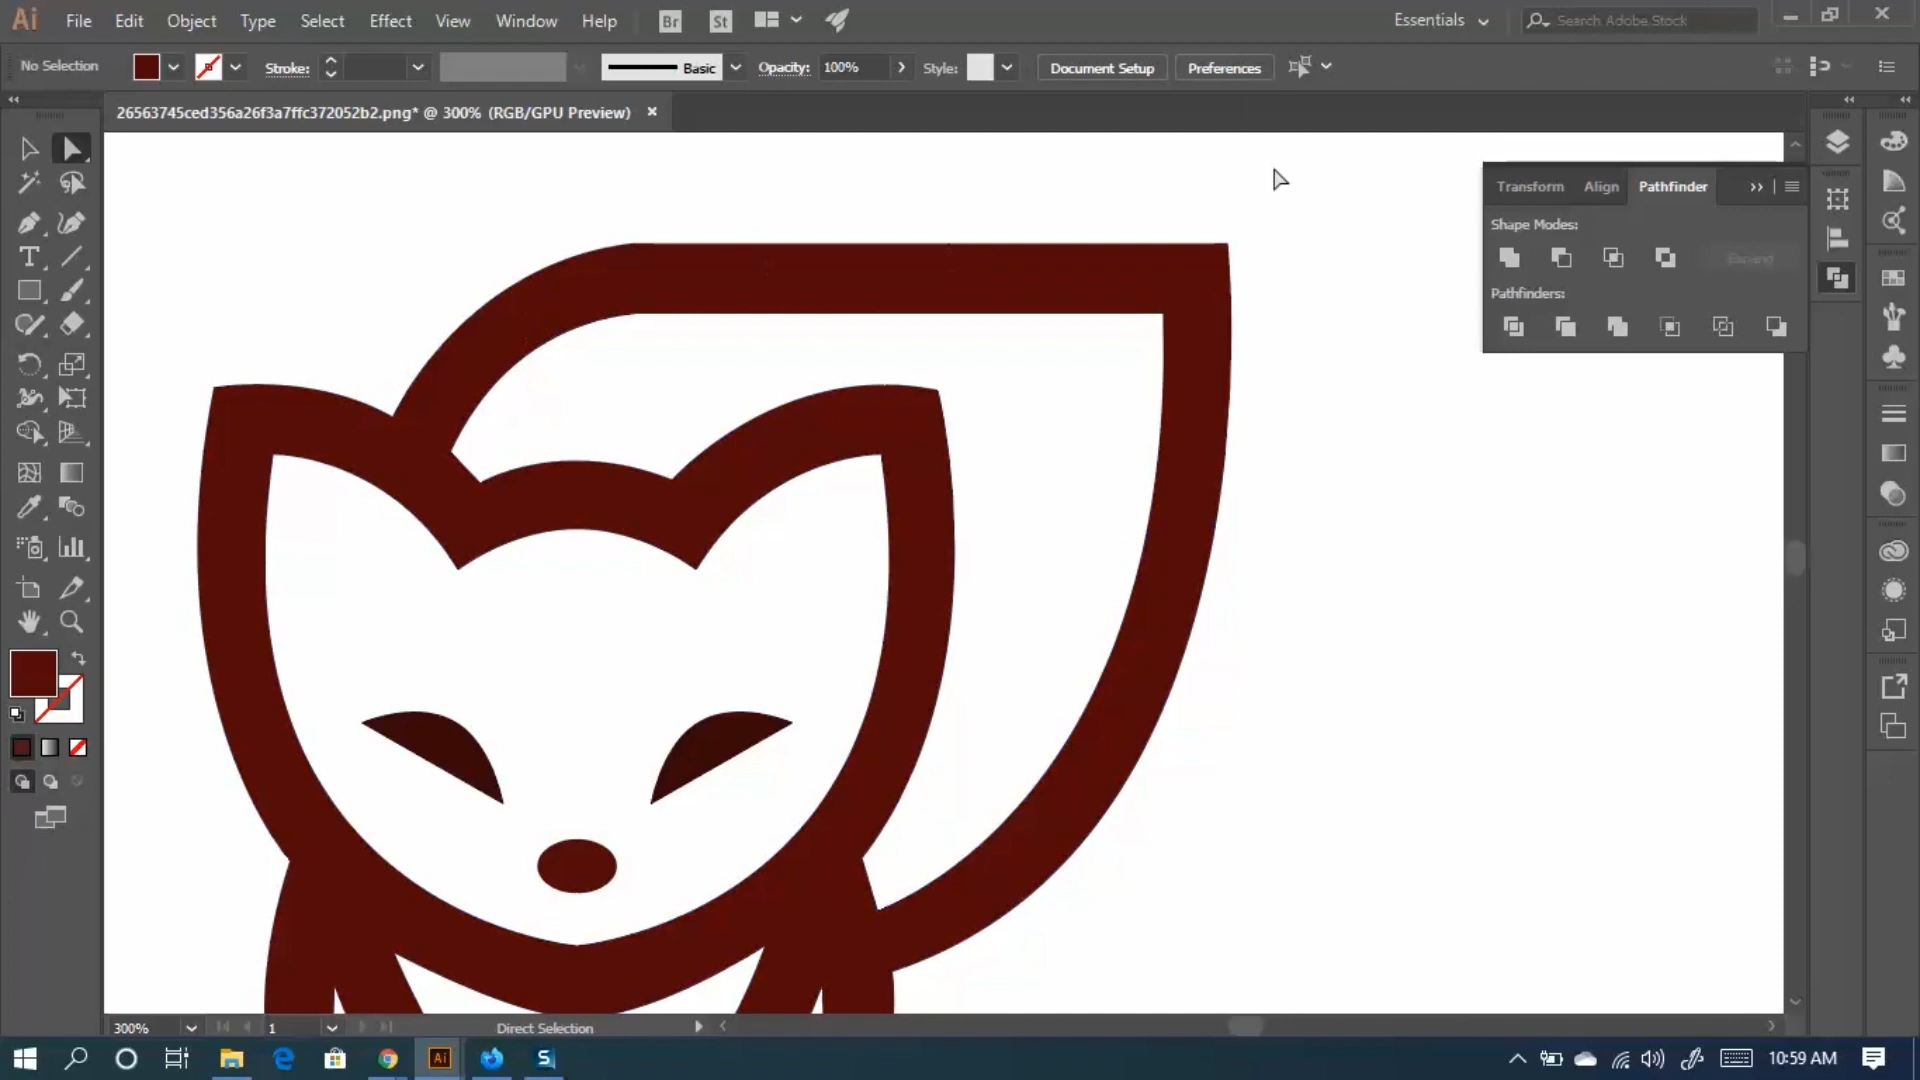 Ai File Edit Object Type Select Effect View Window Help Br St Essentials Search Adobe Stock
No Selection Stroke: Basic Opacity: 100% Style: Document Setup Preferences
26563745ced356a26f3a7ffc372052b2.png* @ 300% (RGB/GPU Preview)
Transform Align Pathfinder
Shape Modes:
Expand
Pathfinders:
300% 1 Direct Selection
Ai S 10:59 AM